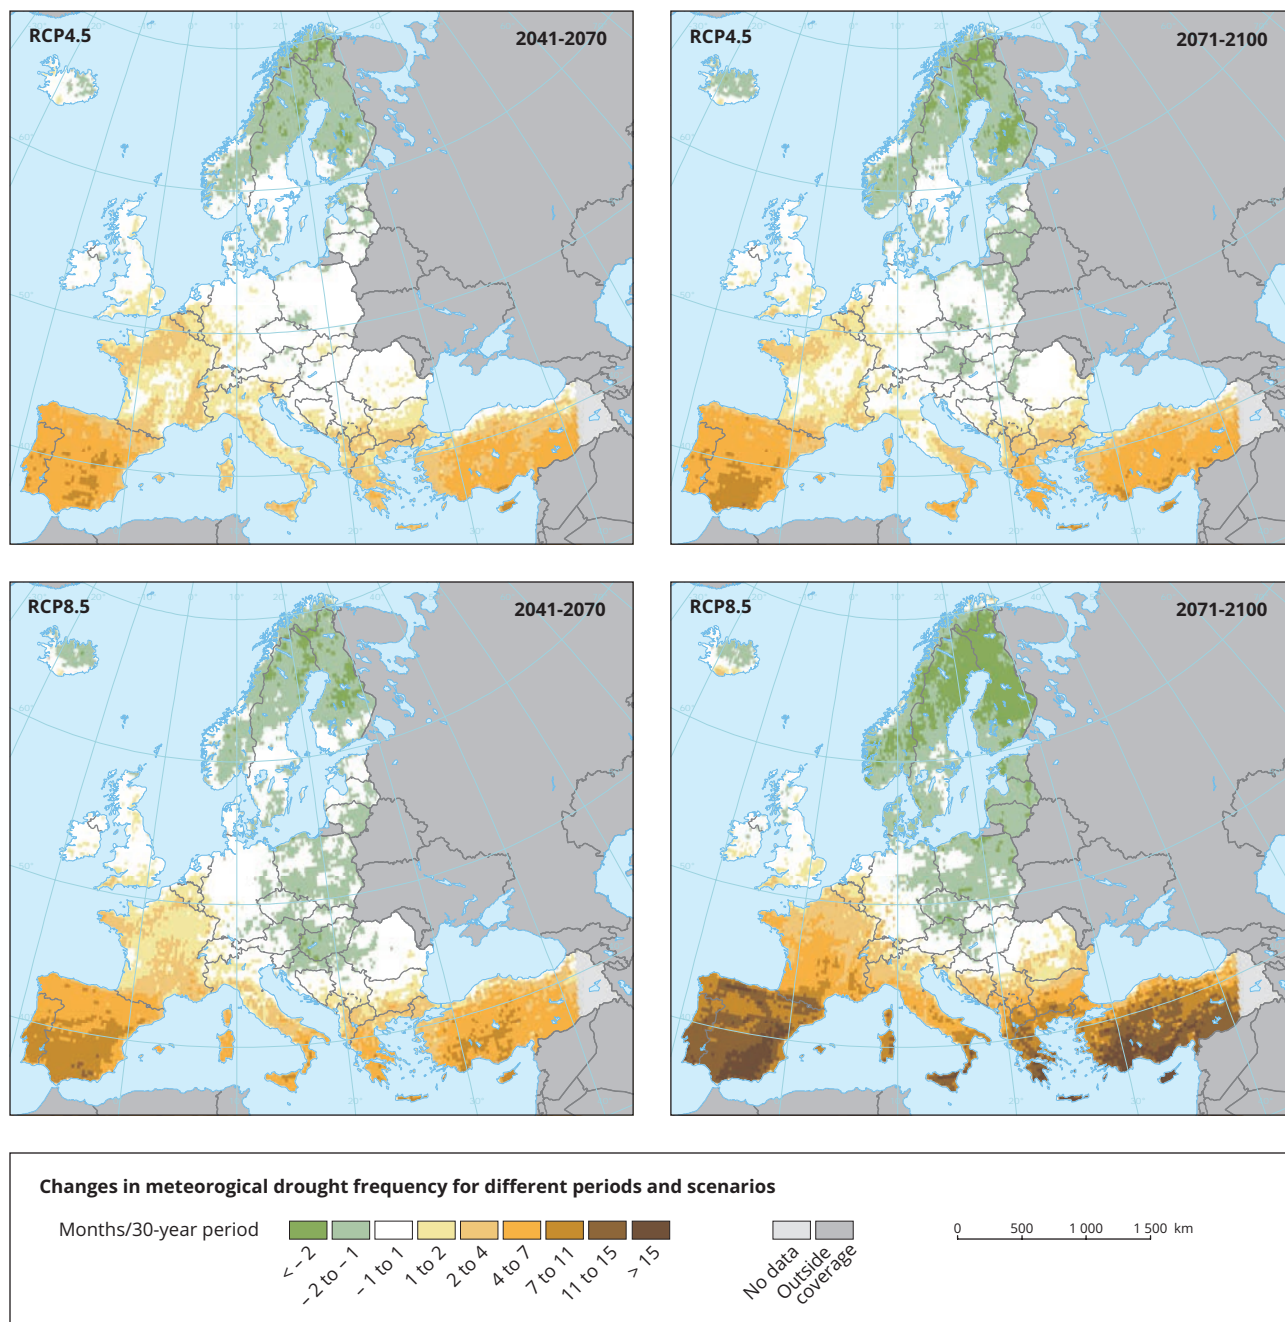 RCP4.5
2041-2070
RCP4.5
2071-2100
RCP8.5
2041-2070
RCP8.5
2071-2100
Changes in meteorogical drought frequency for different periods and scenarios
Months/30-year period
< – 2
– 2 to – 1
– 1 to 1
1 to 2
2 to 4
4 to 7
7 to 11
11 to 15
> 15
No data
Outside
coverage
0 500 1 000 1 500 km